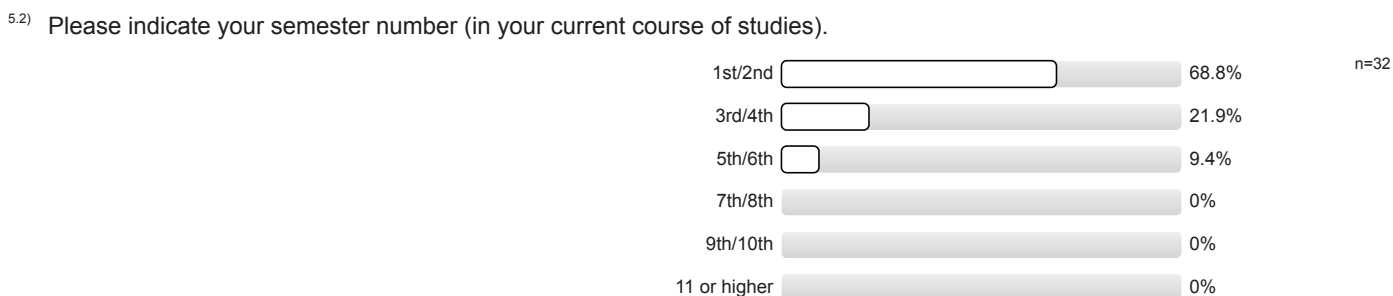 5.2) Please indicate your semester number (in your current course of studies).
n=32
1st/2nd 68.8%
3rd/4th 21.9%
5th/6th 9.4%
7th/8th 0%
9th/10th 0%
11 or higher 0%